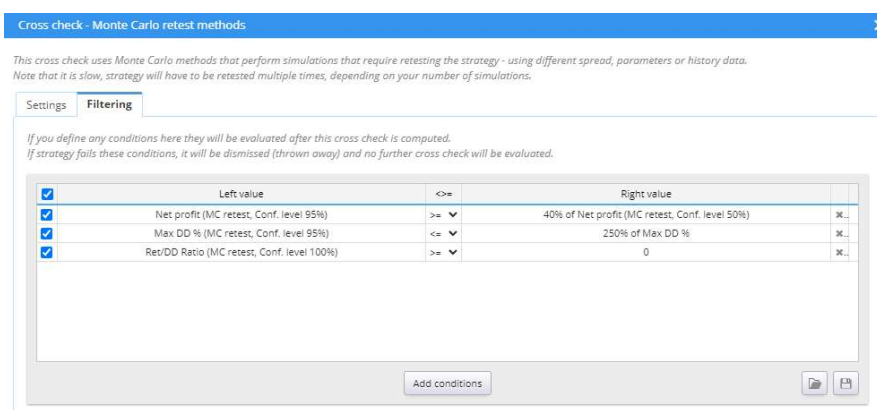 Cross check - Monte Carlo retest methods
This cross check uses Monte Carlo methods that perform simulations that require retesting the strategy - using different spread, parameters or history data.
Note that it is slow, strategy will have to be retested multiple times, depending on your number of simulations.
Settings Filtering
If you define any conditions here they will be evaluated after this cross check is computed.
If strategy fails these conditions, it will be dismissed (thrown away) and no further cross check will be evaluated.
Left value <>= Right value
Net profit (MC retest, Conf. level 95%) >= 40% of Net profit (MC retest, Conf. level 50%)
Max DD % (MC retest, Conf. level 95%) <= 250% of Max DD %
Ret/DD Ratio (MC retest, Conf. level 100%) >= 0
Add conditions